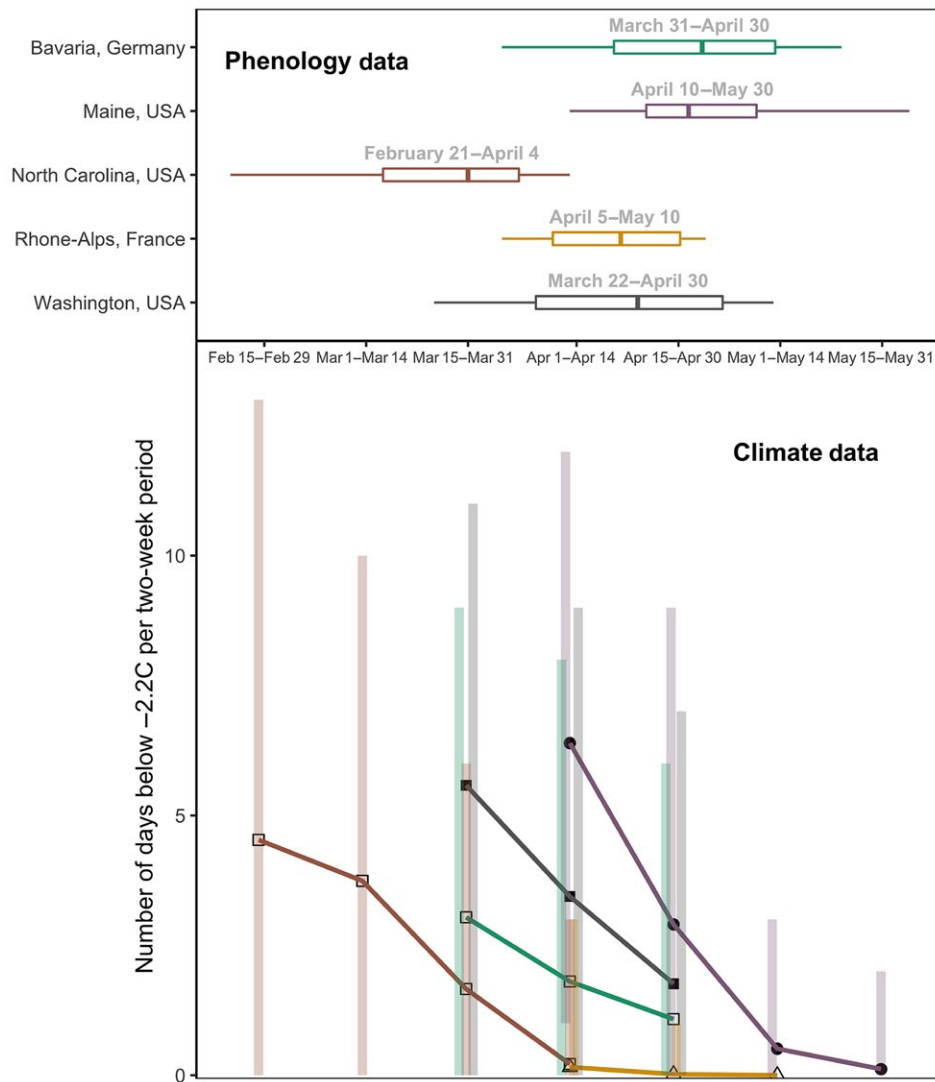 Bavaria, Germany
March 31–April 30
Phenology data
Maine, USA
April 10–May 30
North Carolina, USA
February 21–April 4
Rhone-Alps, France
April 5–May 10
Washington, USA
March 22–April 30
Feb 15–Feb 29 Mar 1–Mar 14 Mar 15–Mar 31 Apr 1–Apr 14 Apr 15–Apr 30 May 1–May 14 May 15–May 31
Climate data
Number of days below −2.2C per two-week period
10
5
0